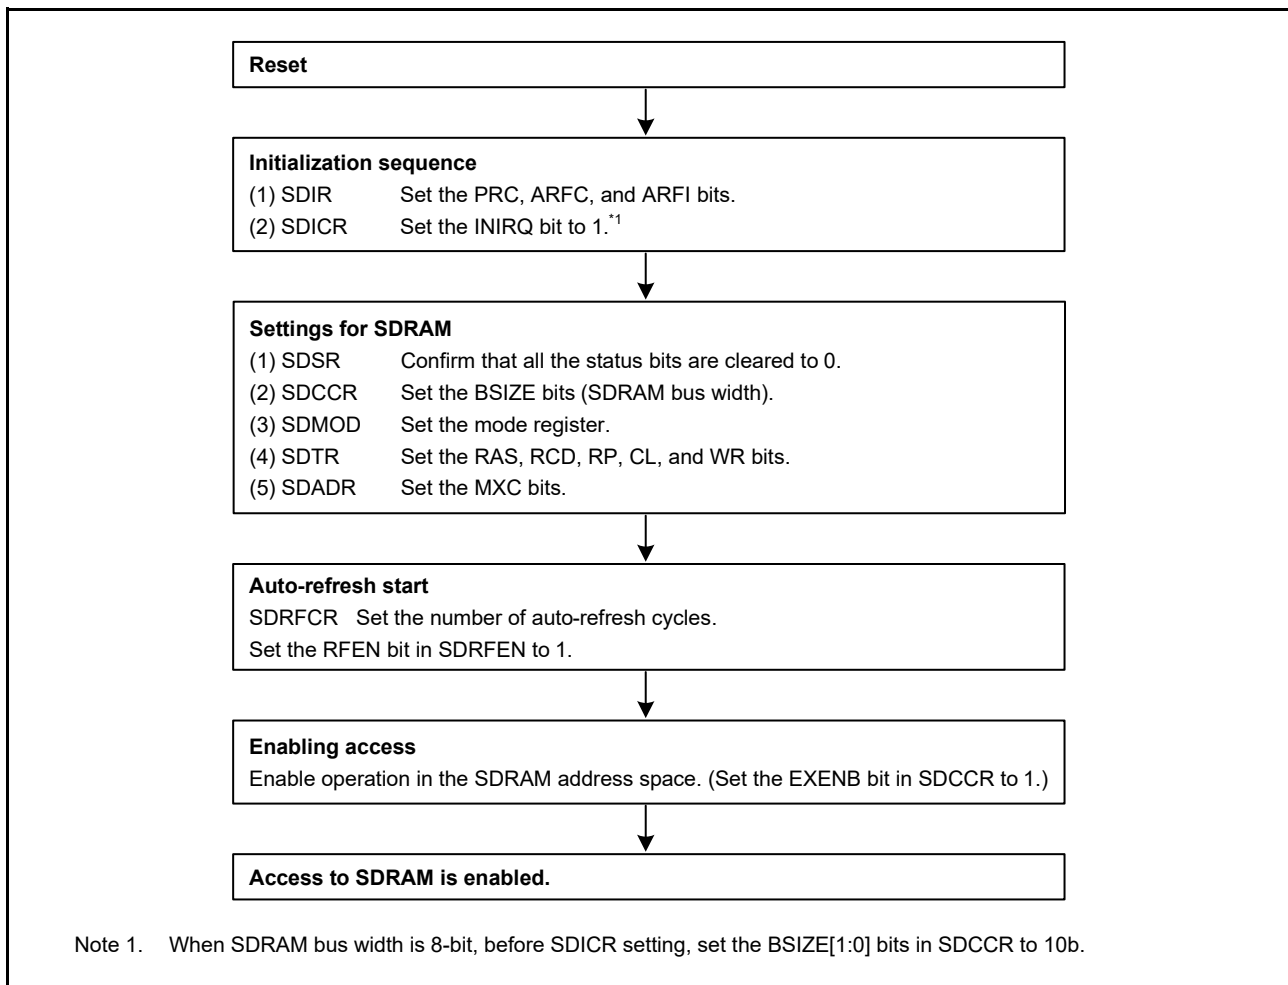 Reset
Initialization sequence
(1) SDIR Set the PRC, ARFC, and ARFI bits.
(2) SDICR Set the INIRQ bit to 1.*1
Settings for SDRAM
(1) SDSR Confirm that all the status bits are cleared to 0.
(2) SDCCR Set the BSIZE bits (SDRAM bus width).
(3) SDMOD Set the mode register.
(4) SDTR Set the RAS, RCD, RP, CL, and WR bits.
(5) SDADR Set the MXC bits.
Auto-refresh start
SDRFCR Set the number of auto-refresh cycles.
Set the RFEN bit in SDRFEN to 1.
Enabling access
Enable operation in the SDRAM address space. (Set the EXENB bit in SDCCR to 1.)
Access to SDRAM is enabled.
Note 1. When SDRAM bus width is 8-bit, before SDICR setting, set the BSIZE[1:0] bits in SDCCR to 10b.